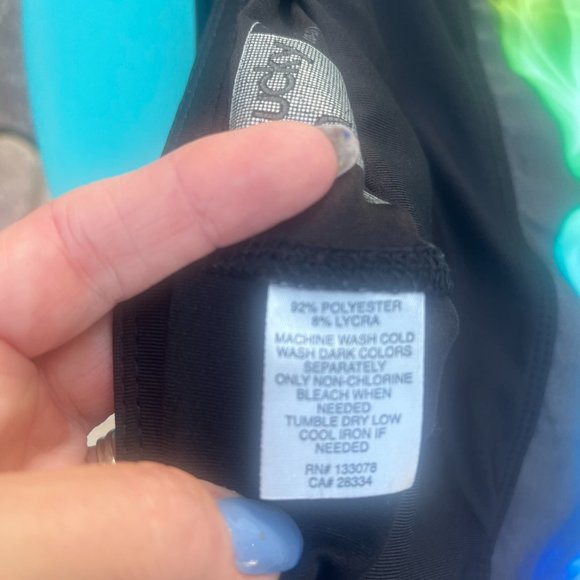 ucky
92% POLYESTER
8% LYCRA
MACHINE WASH COLD
WASH DARK COLORS
SEPARATELY
ONLY NON-CHLORINE
BLEACH WHEN
NEEDED
TUMBLE DRY LOW
COOL IRON IF
NEEDED
RN# 133078
CA# 28334